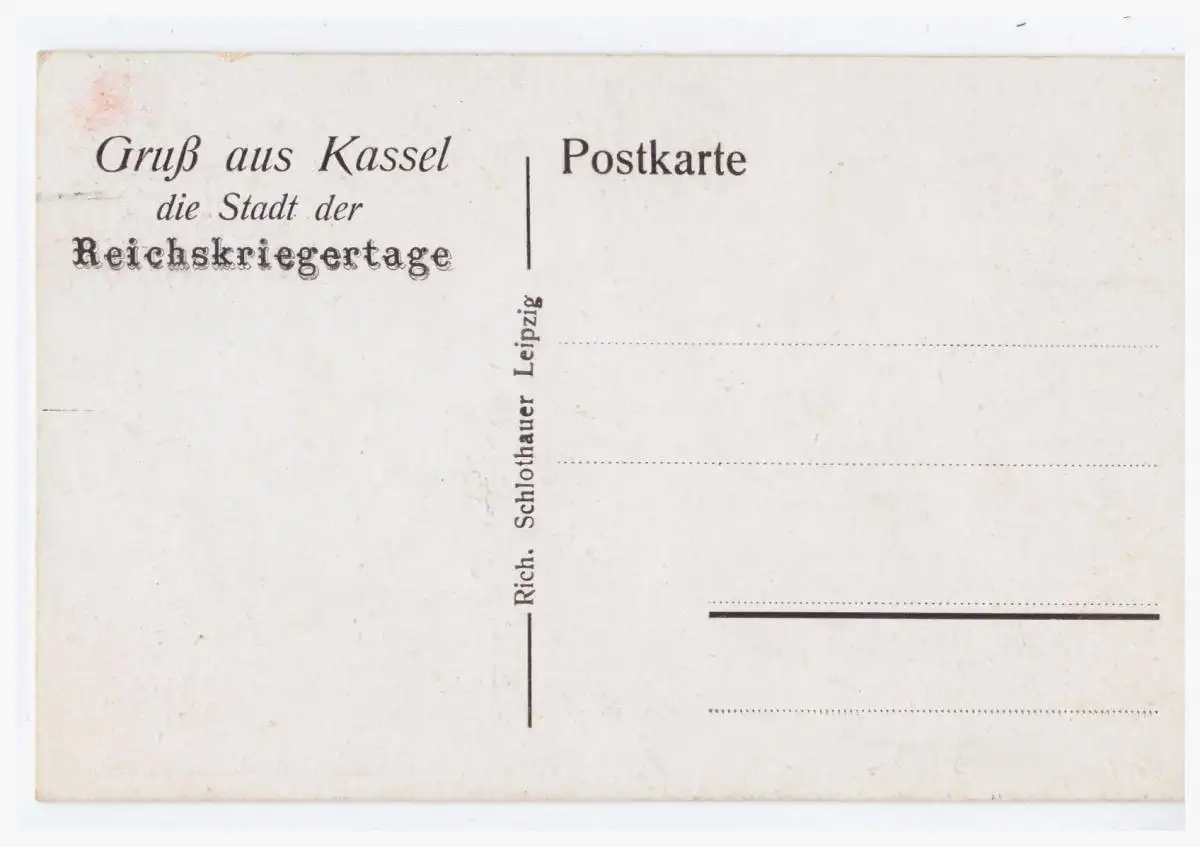 Gruß aus Kassel
die Stadt der
Reichskriegertage
Postkarte
Rich. Schlothauer Leipzig